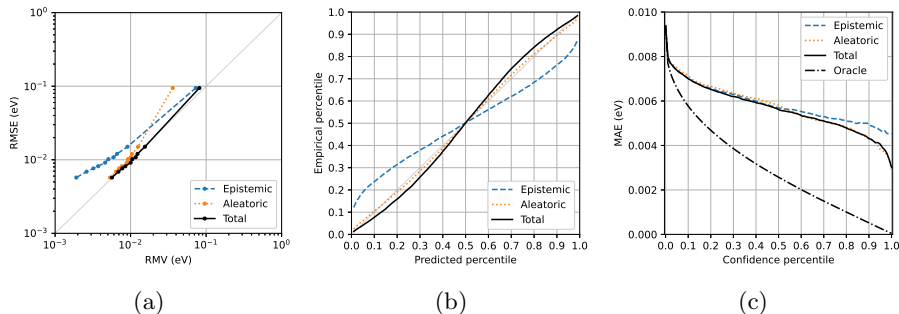 10⁰
10⁻¹
10⁻²
10⁻³
10⁻³
10⁻²
10⁻¹
10⁰
RMSE (eV)
RMV (eV)
Epistemic
Aleatoric
Total
(a)
1.0
0.9
0.8
0.7
0.6
0.5
0.4
0.3
0.2
0.1
0.0
0.0 0.1 0.2 0.3 0.4 0.5 0.6 0.7 0.8 0.9 1.0
Empirical percentile
Predicted percentile
Epistemic
Aleatoric
Total
(b)
0.010
0.008
0.006
0.004
0.002
0.000
0.0 0.1 0.2 0.3 0.4 0.5 0.6 0.7 0.8 0.9 1.0
MAE (eV)
Confidence percentile
Epistemic
Aleatoric
Total
Oracle
(c)